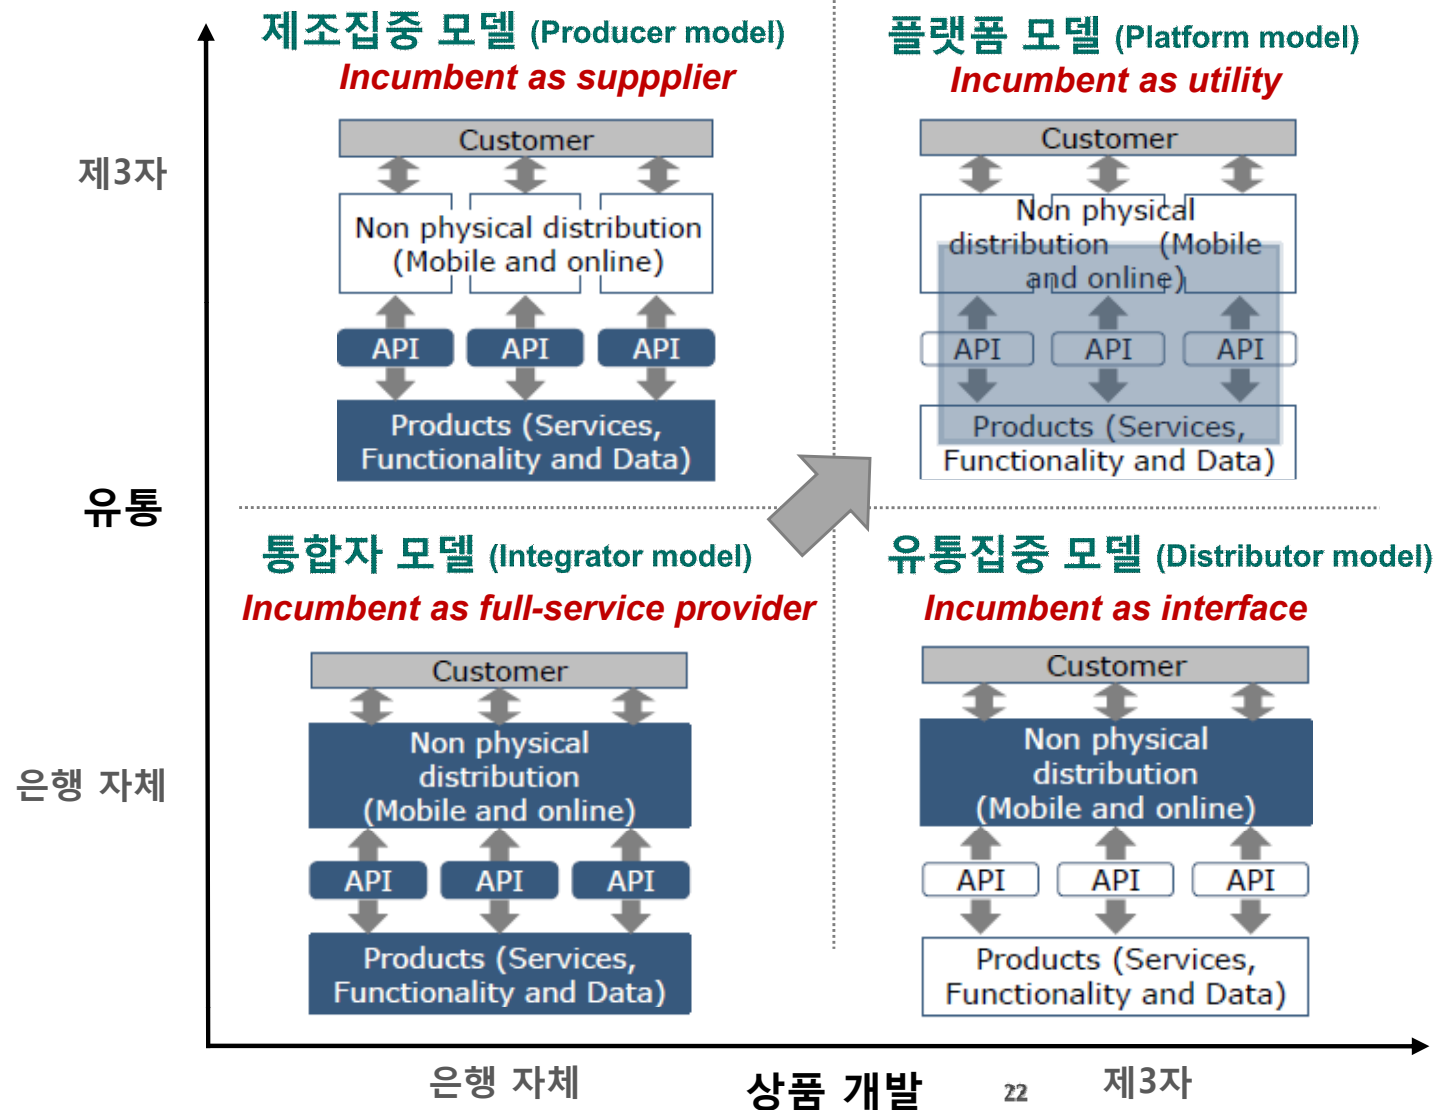 제조집중 모델 (Producer model)
Incumbent as suppplier
Customer
Non physical distribution
(Mobile and online)
API API API
Products (Services,
Functionality and Data)
플랫폼 모델 (Platform model)
Incumbent as utility
Customer
Non physical
distribution (Mobile
and online)
API API API
Products (Services,
Functionality and Data)
제3자
유통
통합자 모델 (Integrator model)
Incumbent as full-service provider
Customer
Non physical
distribution
(Mobile and online)
API API API
Products (Services,
Functionality and Data)
유통집중 모델 (Distributor model)
Incumbent as interface
Customer
Non physical
distribution
(Mobile and online)
API API API
Products (Services,
Functionality and Data)
은행 자체
은행 자체
상품 개발
22
제3자